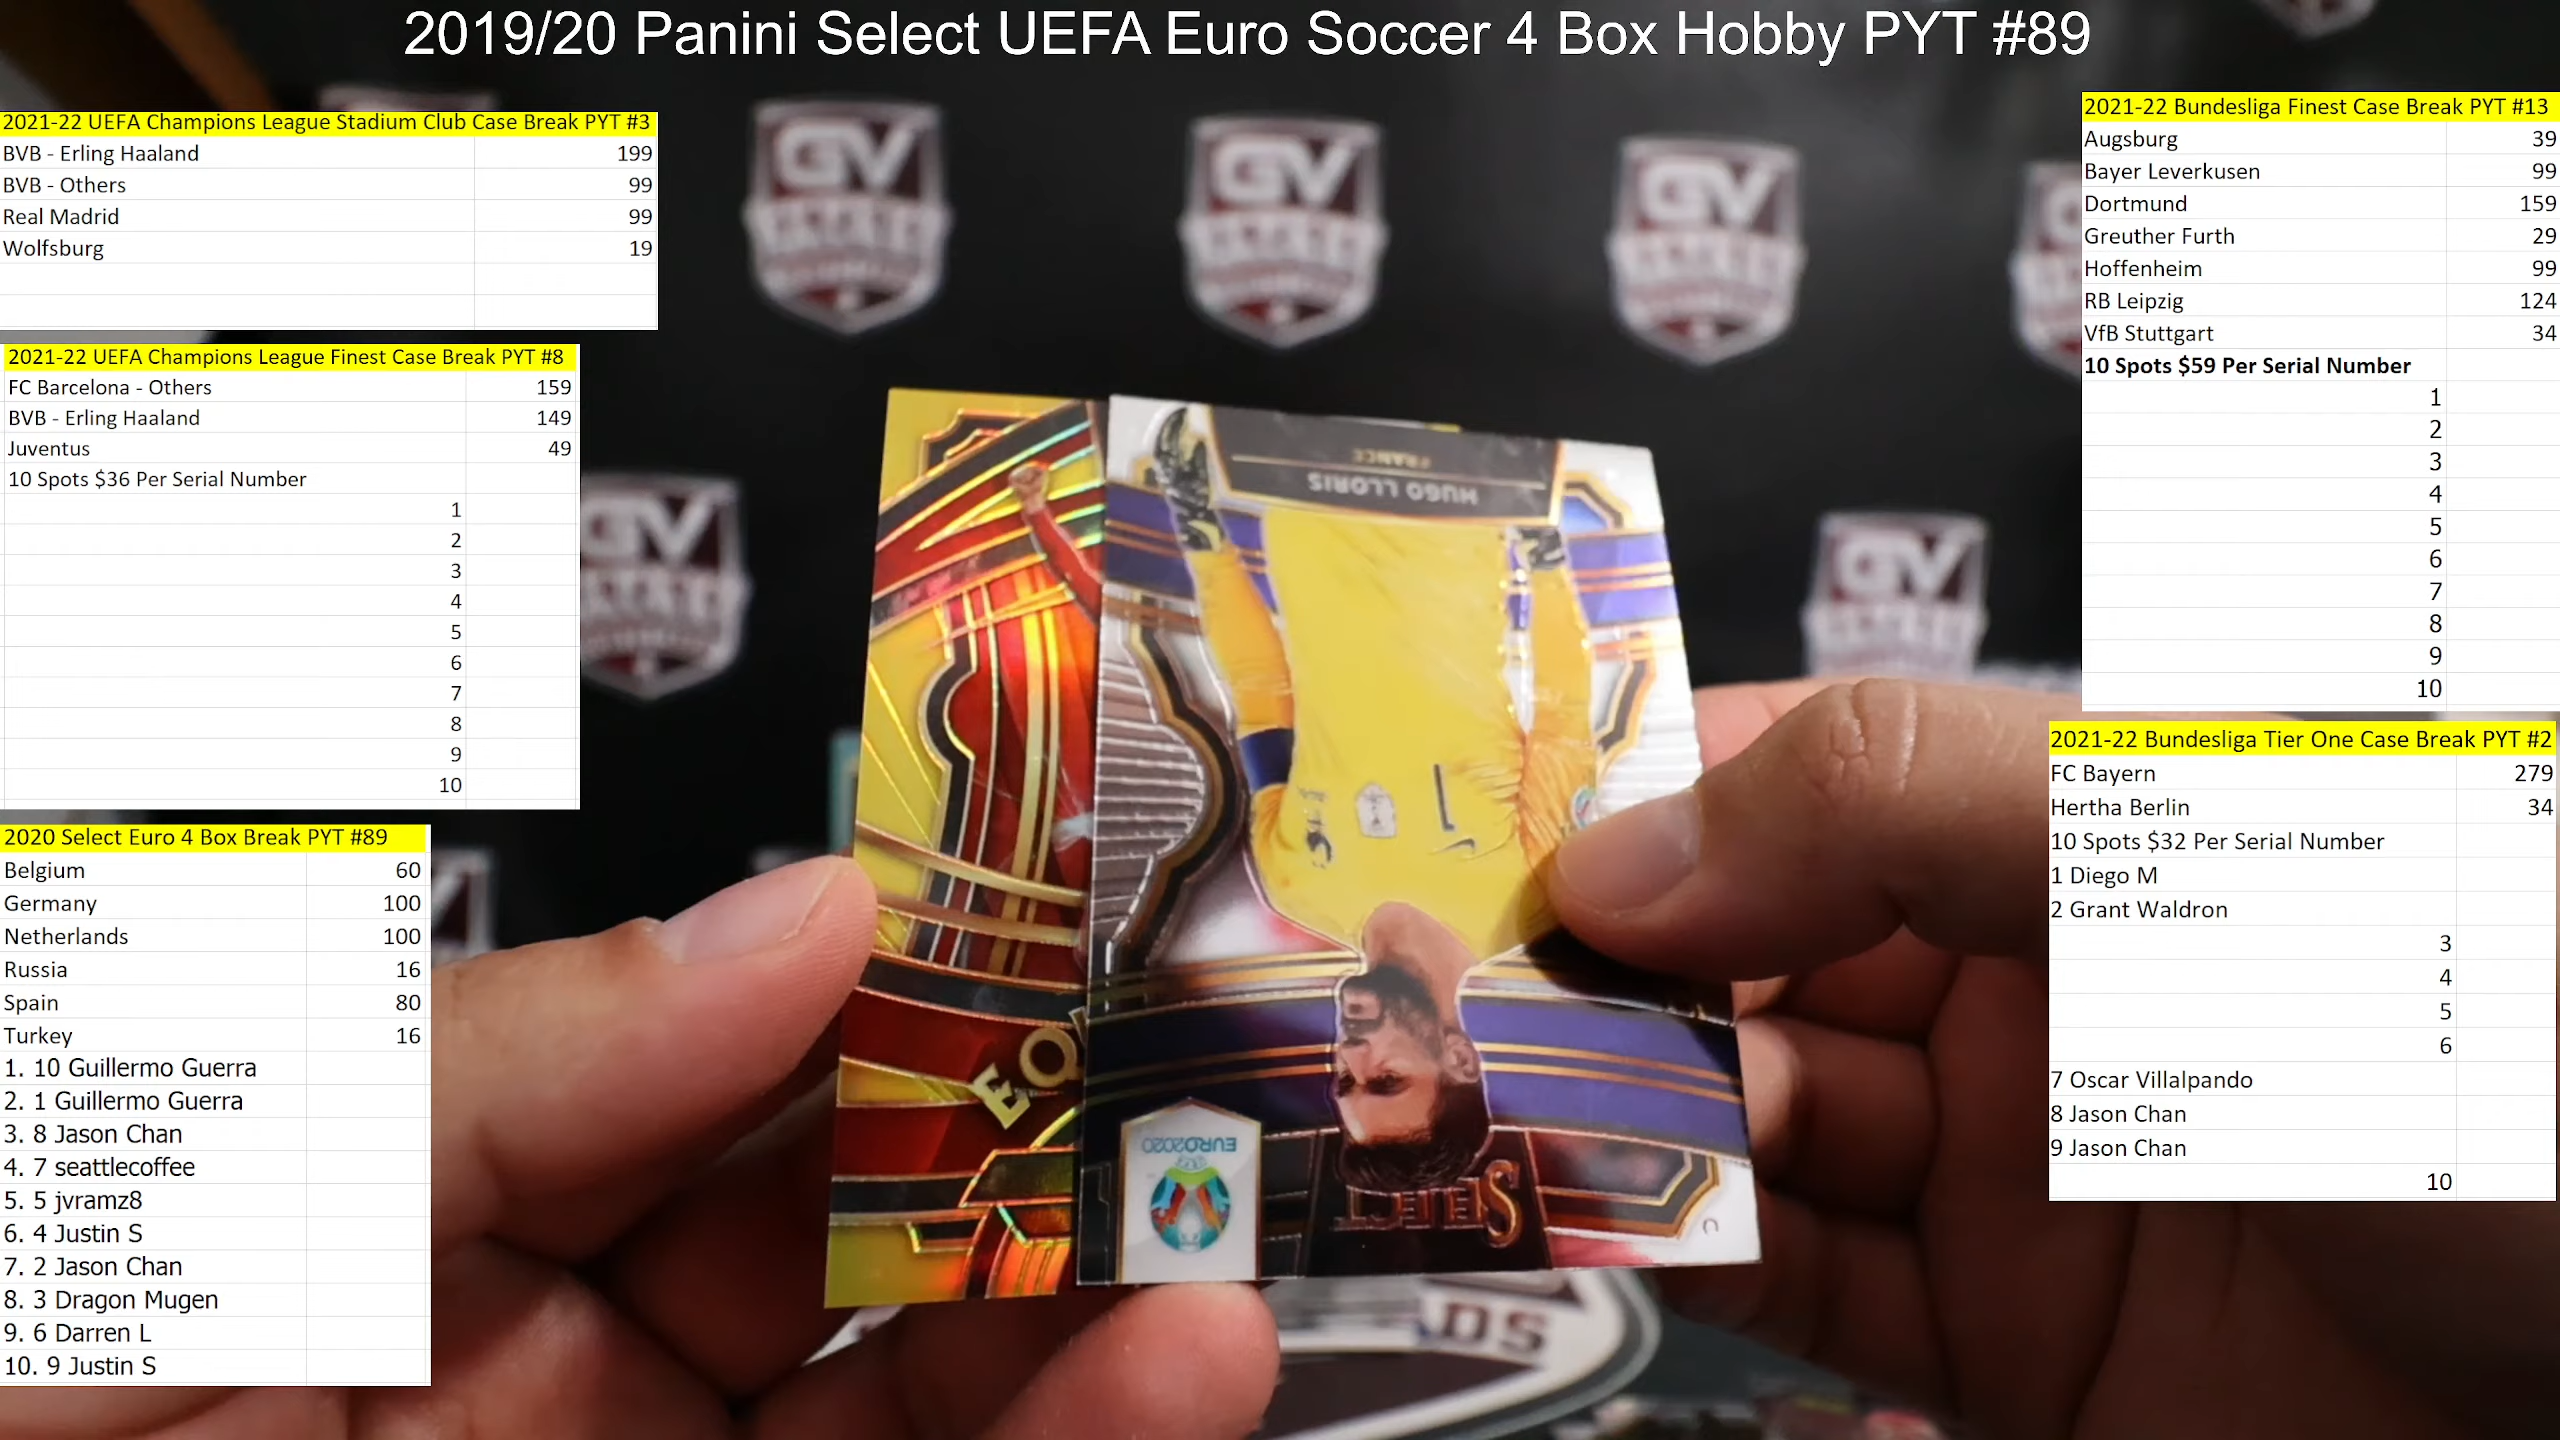 2019/20 Panini Select UEFA Euro Soccer 4 Box Hobby PYT #89
2021-22 UEFA Champions League Stadium Club Case Break PYT #3
BVB - Erling Haaland 199
BVB - Others 99
Real Madrid 99
Wolfsburg 19
2021-22 UEFA Champions League Finest Case Break PYT #8
FC Barcelona - Others 159
BVB - Erling Haaland 149
Juventus 49
10 Spots $36 Per Serial Number
1
2
3
4
5
6
7
8
9
10
2020 Select Euro 4 Box Break PYT #89
Belgium 60
Germany 100
Netherlands 100
Russia 16
Spain 80
Turkey 16
1. 10 Guillermo Guerra
2. 1 Guillermo Guerra
3. 8 Jason Chan
4. 7 seattlecoffee
5. 5 jvramz8
6. 4 Justin S
7. 2 Jason Chan
8. 3 Dragon Mugen
9. 6 Darren L
10. 9 Justin S
2021-22 Bundesliga Finest Case Break PYT #13
Augsburg 39
Bayer Leverkusen 99
Dortmund 159
Greuther Furth 29
Hoffenheim 99
RB Leipzig 124
VfB Stuttgart 34
10 Spots $59 Per Serial Number
1
2
3
4
5
6
7
8
9
10
2021-22 Bundesliga Tier One Case Break PYT #2
FC Bayern 279
Hertha Berlin 34
10 Spots $32 Per Serial Number
1 Diego M
2 Grant Waldron
3
4
5
6
7 Oscar Villalpando
8 Jason Chan
9 Jason Chan
10
GV
GV
GV
GV
GV
FRANCE
HUGO LLORIS
1
EQ
EURO2020
SELECT
DS